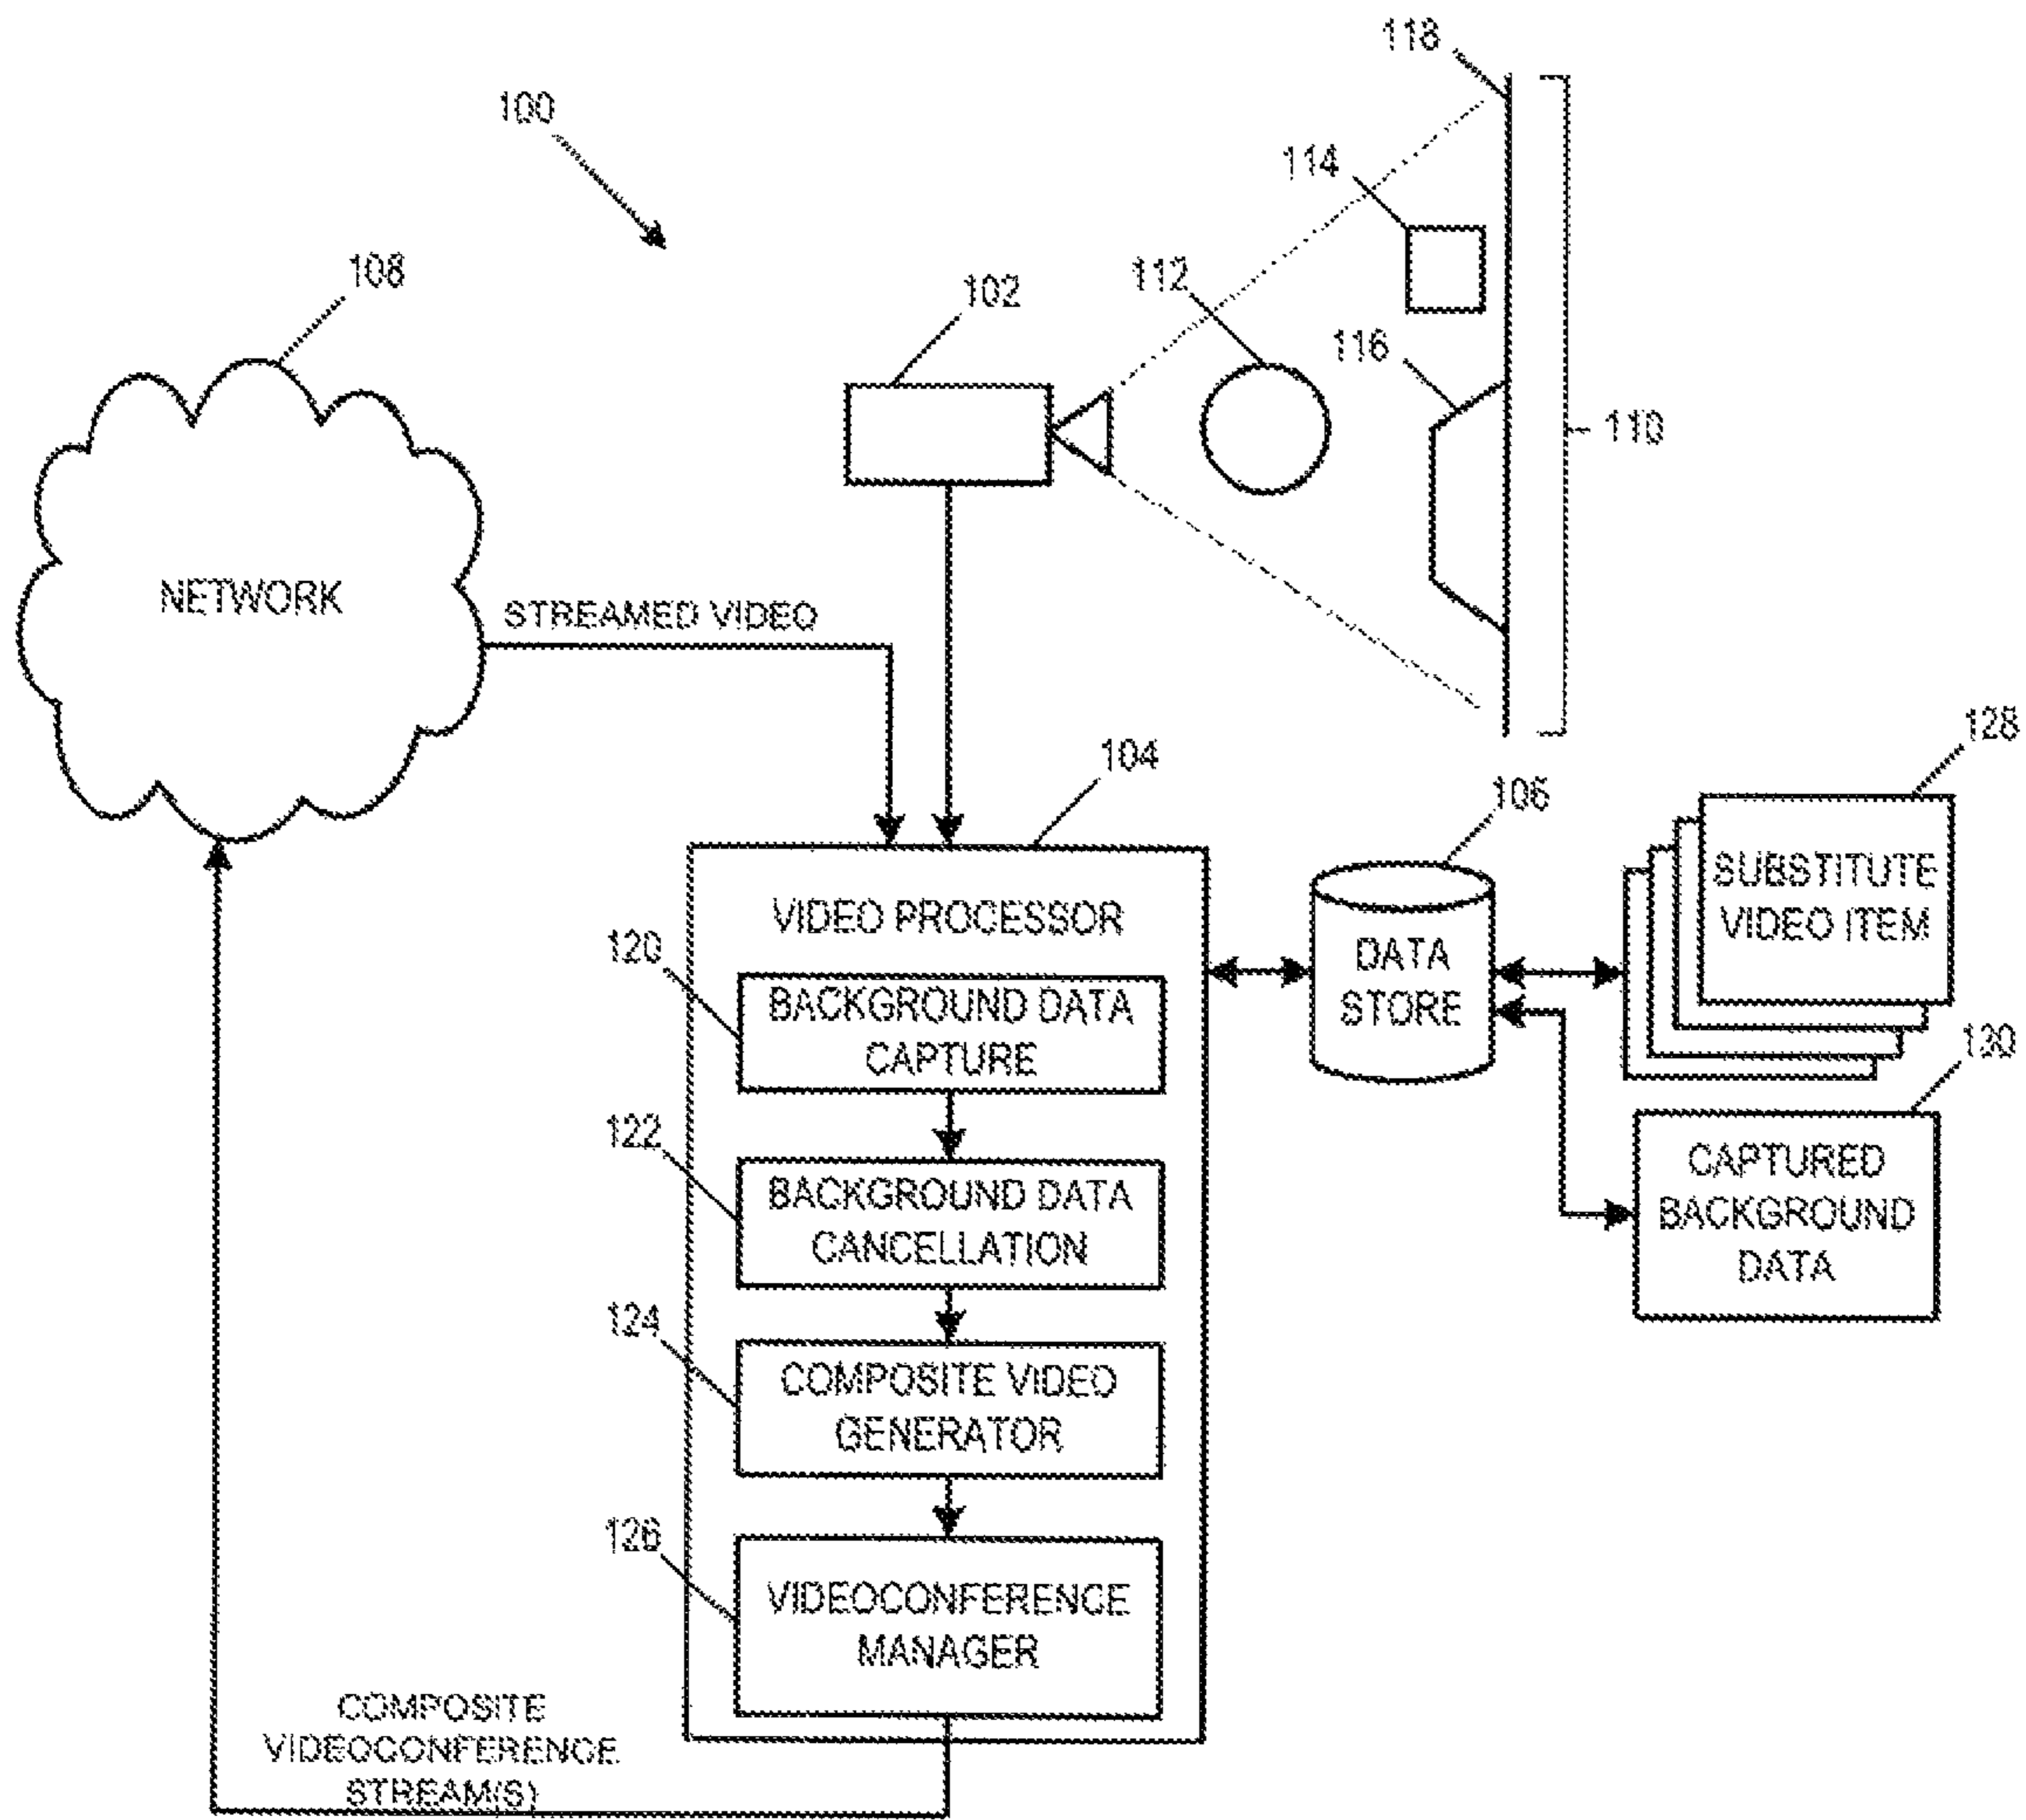 118
100
114
108
112
102
116
110
NETWORK
STREAMED VIDEO
128
104
106
SUBSTITUTE
VIDEO ITEM
VIDEO PROCESSOR
120
DATA
STORE
BACKGROUND DATA
CAPTURE
130
122
CAPTURED
BACKGROUND
DATA
BACKGROUND DATA
CANCELLATION
124
COMPOSITE VIDEO
GENERATOR
126
VIDEOCONFERENCE
MANAGER
COMPOSITE
VIDEOCONFERENCE
STREAM(S)